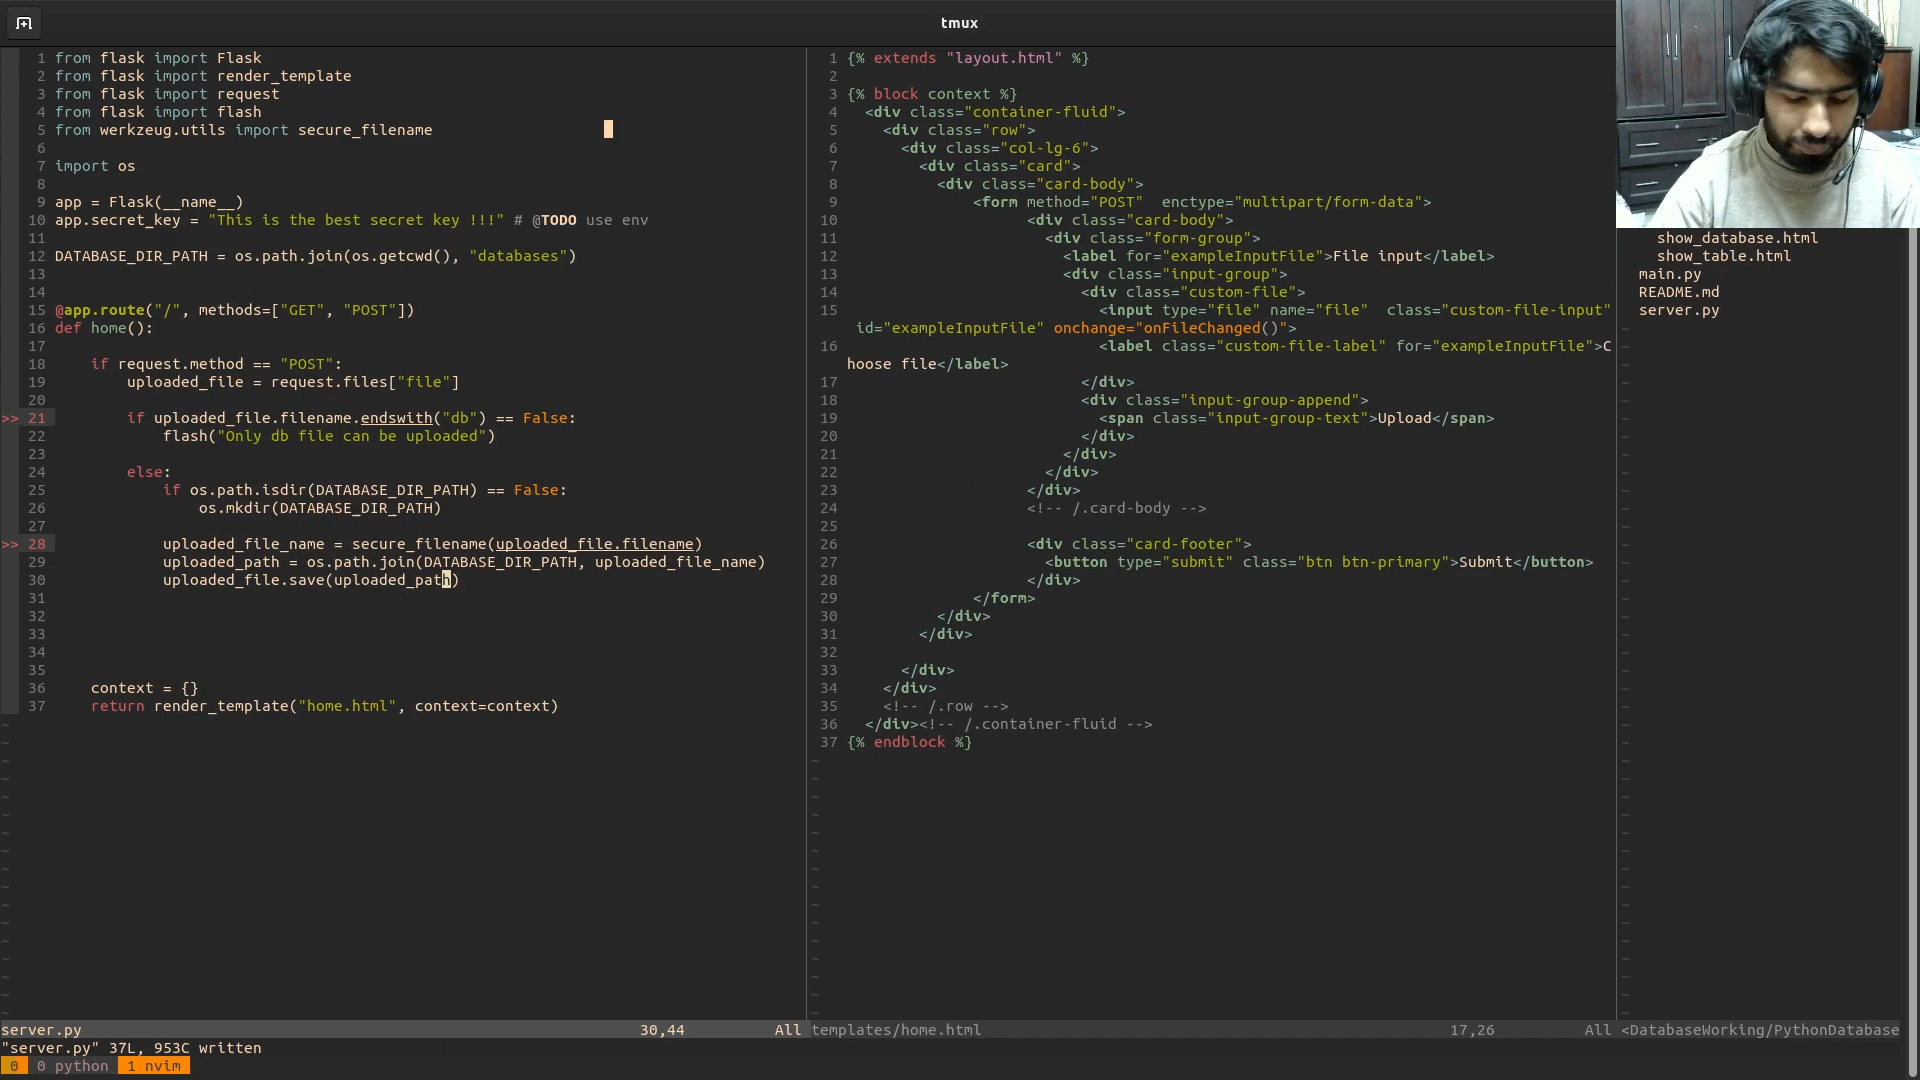 tmux
1 from flask import Flask
2 from flask import render_template
3 from flask import request
4 from flask import flash
5 from werkzeug.utils import secure_filename
6
7 import os
8
9 app = Flask(__name__)
10 app.secret_key = "This is the best secret key !!!" # @TODO use env
11
12 DATABASE_DIR_PATH = os.path.join(os.getcwd(), "databases")
13
14
15 @app.route("/", methods=["GET", "POST"])
16 def home():
17
18     if request.method == "POST":
19         uploaded_file = request.files["file"]
20
>> 21         if uploaded_file.filename.endswith("db") == False:
22             flash("Only db file can be uploaded")
23
24         else:
25             if os.path.isdir(DATABASE_DIR_PATH) == False:
26                 os.mkdir(DATABASE_DIR_PATH)
27
>> 28             uploaded_file_name = secure_filename(uploaded_file.filename)
29             uploaded_path = os.path.join(DATABASE_DIR_PATH, uploaded_file_name)
30             uploaded_file.save(uploaded_path)
31
32
33
34
35
36     context = {}
37     return render_template("home.html", context=context)
server.py 30,44 All
1 {% extends "layout.html" %}
2
3 {% block context %}
4   <div class="container-fluid">
5     <div class="row">
6       <div class="col-lg-6">
7         <div class="card">
8           <div class="card-body">
9               <form method="POST"  enctype="multipart/form-data">
10                     <div class="card-body">
11                       <div class="form-group">
12                         <label for="exampleInputFile">File input</label>
13                         <div class="input-group">
14                           <div class="custom-file">
15                             <input type="file" name="file"  class="custom-file-input"
 id="exampleInputFile" onchange="onFileChanged()">
16                             <label class="custom-file-label" for="exampleInputFile">C
hoose file</label>
17                           </div>
18                           <div class="input-group-append">
19                             <span class="input-group-text">Upload</span>
20                           </div>
21                         </div>
22                       </div>
23                     </div>
24                     <!-- /.card-body -->
25
26                     <div class="card-footer">
27                       <button type="submit" class="btn btn-primary">Submit</button>
28                     </div>
29               </form>
30           </div>
31         </div>
32
33       </div>
34     </div>
35     <!-- /.row -->
36   </div><!-- /.container-fluid -->
37 {% endblock %}
templates/home.html 17,26 All
show_database.html
show_table.html
main.py
README.md
server.py
<DatabaseWorking/PythonDatabase
"server.py" 37L, 953C written
0 0 python 1 nvim